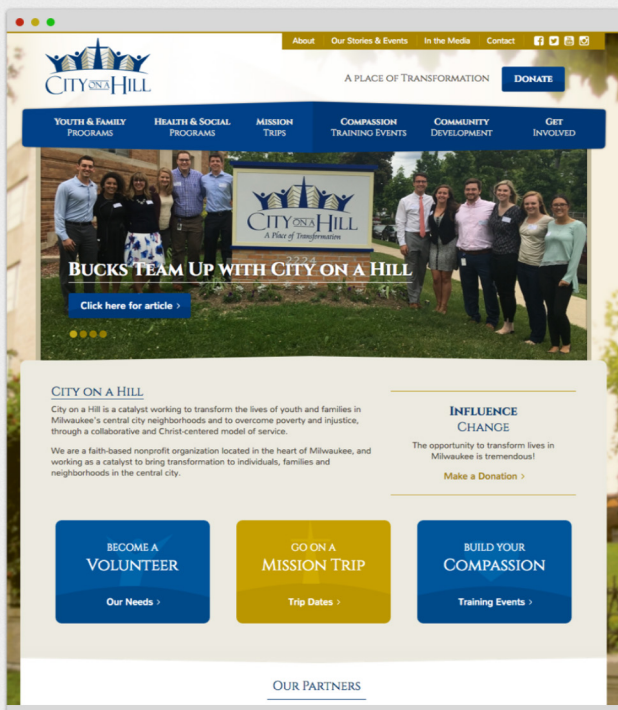 About
Our Stories & Events
In the Media
Contact
CITY ON A HILL
A PLACE OF TRANSFORMATION
DONATE
YOUTH & FAMILY
PROGRAMS
HEALTH & SOCIAL
PROGRAMS
MISSION
TRIPS
COMPASSION
TRAINING EVENTS
COMMUNITY
DEVELOPMENT
GET
INVOLVED
CITY ON A HILL
A Place of Transformation
2224
BUCKS TEAM UP WITH CITY ON A HILL
Click here for article >
CITY ON A HILL
City on a Hill is a catalyst working to transform the lives of youth and families in
Milwaukee's central city neighborhoods and to overcome poverty and injustice,
through a collaborative and Christ-centered model of service.
We are a faith-based nonprofit organization located in the heart of Milwaukee, and
working as a catalyst to bring transformation to individuals, families and
neighborhoods in the central city.
INFLUENCE
CHANGE
The opportunity to transform lives in
Milwaukee is tremendous!
Make a Donation >
BECOME A
VOLUNTEER
Our Needs >
GO ON A
MISSION TRIP
Trip Dates >
BUILD YOUR
COMPASSION
Training Events >
OUR PARTNERS